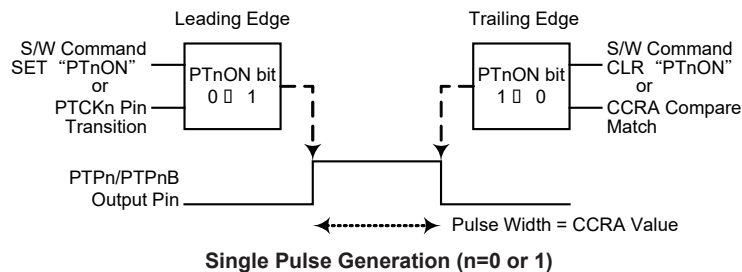 Leading Edge
Trailing Edge
S/W Command
SET “PTnON”
or
PTCKn Pin
Transition
PTnON bit
0 ▯ 1
PTnON bit
1 ▯ 0
S/W Command
CLR “PTnON”
or
CCRA Compare
Match
PTPn/PTPnB
Output Pin
Pulse Width = CCRA Value
Single Pulse Generation (n=0 or 1)